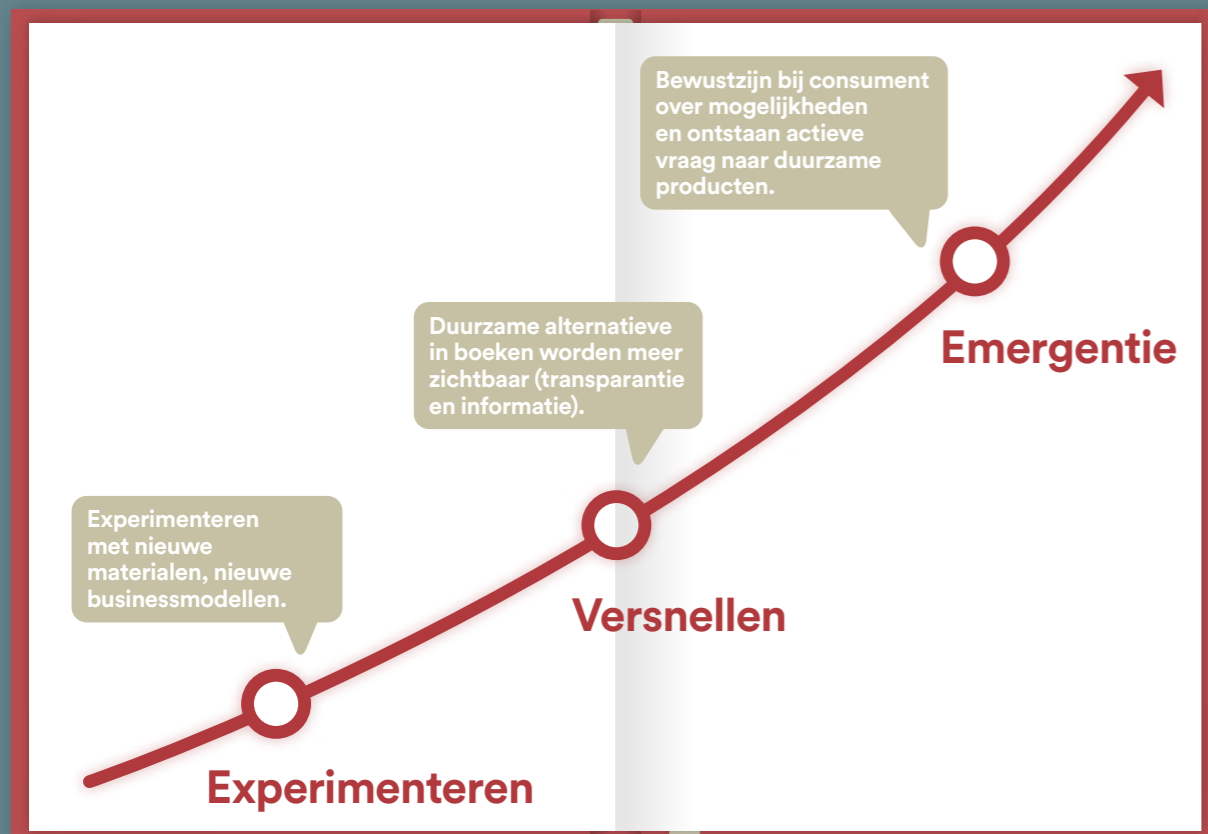 Bewustzijn bij consument
over mogelijkheden
en ontstaan actieve
vraag naar duurzame
producten.
Emergentie
Duurzame alternatieve
in boeken worden meer
zichtbaar (transparantie
en informatie).
Versnellen
Experimenteren
met nieuwe
materialen, nieuwe
businessmodellen.
Experimenteren